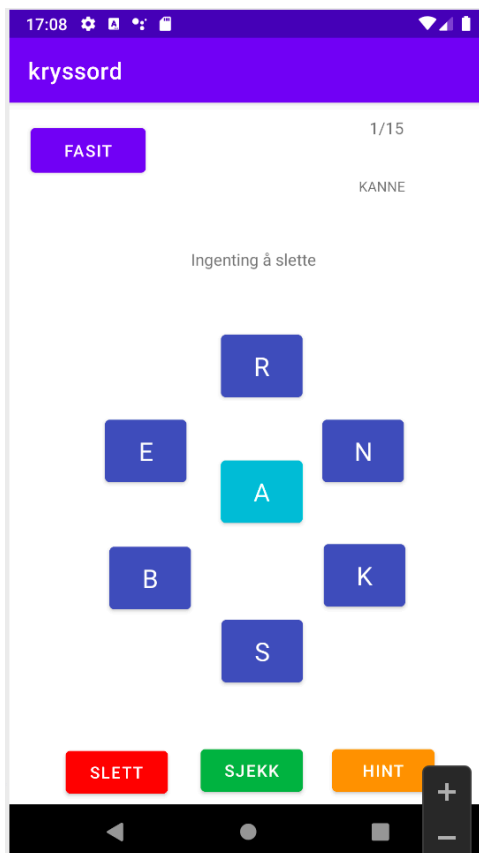 17:08
kryssord
1/15
FASIT
KANNE
Ingenting å slette
R
E
N
A
B
K
S
SLETT
SJEKK
HINT
+
−